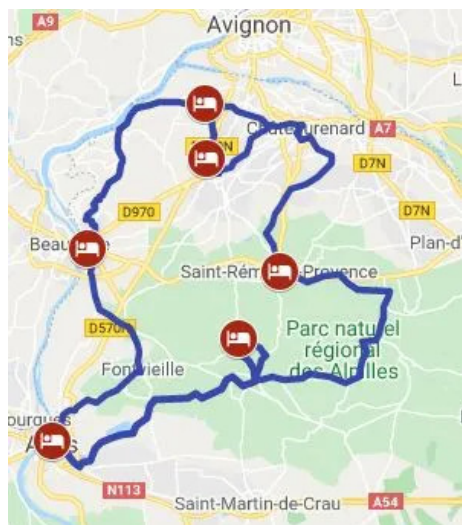 A9
Avignon
Châteaurenard
A7
D7N
D970
D7N
Plan-d'
Saint-Rémy-de-Provence
Parc naturel
régional
des Alpilles
D570N
Fontvieille
N113
Saint-Martin-de-Crau
A54